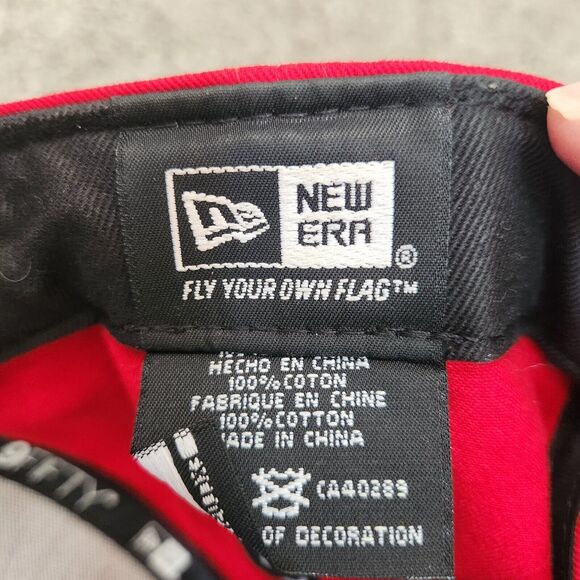 NEW
ERA
®
FLY YOUR OWN FLAG™
HECHO EN CHINA
100% COTON
FABRIQUE EN CHINE
100% COTTON
MADE IN CHINA
CA40289
OF DECORATION
9FIFTY